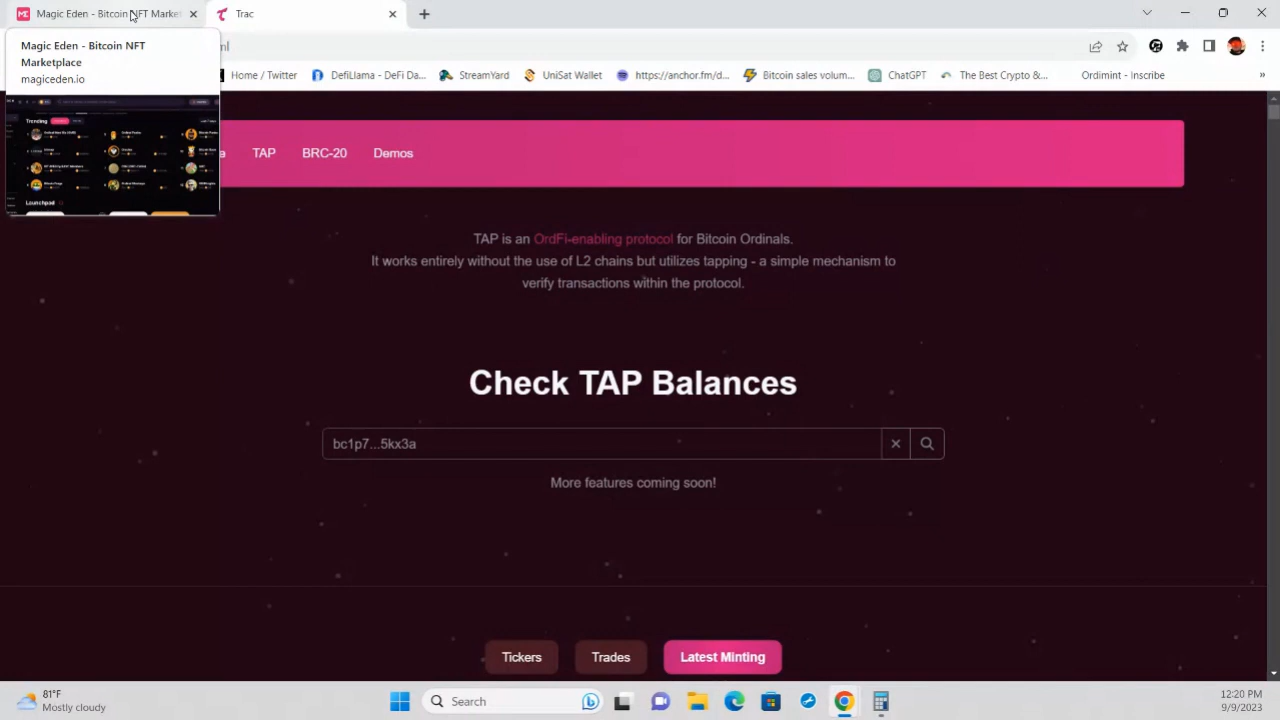 Magic Eden - Bitcoin NFT Market
Trac
Magic Eden - Bitcoin NFT
Marketplace
magiceden.io
ml
Home / Twitter
DefiLlama - DeFi Da...
StreamYard
UniSat Wallet
https://anchor.fm/d...
Bitcoin sales volum...
ChatGPT
The Best Crypto &...
Ordimint - Inscribe
»
Trending
Launchpad
e
TAP
BRC-20
Demos
TAP is an OrdFi-enabling protocol for Bitcoin Ordinals.
It works entirely without the use of L2 chains but utilizes tapping - a simple mechanism to
verify transactions within the protocol.
Check TAP Balances
bc1p7...5kx3a
More features coming soon!
Tickers
Trades
Latest Minting
81°F
Mostly cloudy
Search
12:20 PM
9/9/2023